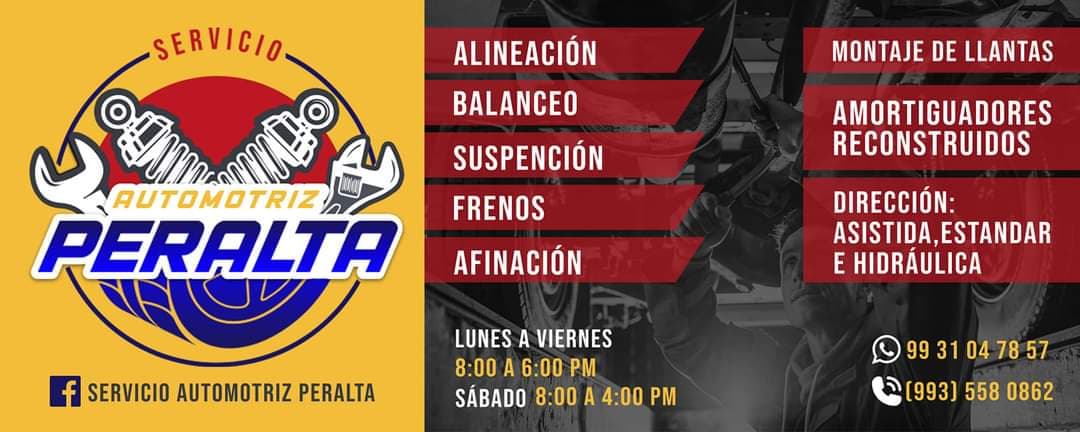 SERVICIO
AUTOMOTRIZ
PERALTA
SERVICIO AUTOMOTRIZ PERALTA
ALINEACIÓN
BALANCEO
SUSPENCIÓN
FRENOS
AFINACIÓN
LUNES A VIERNES
8:00 A 6:00 PM
SÁBADO 8:00 A 4:00 PM
MONTAJE DE LLANTAS
AMORTIGUADORES
RECONSTRUIDOS
DIRECCIÓN:
ASISTIDA,ESTANDAR
E HIDRÁULICA
99 31 04 78 57
(993) 558 0862